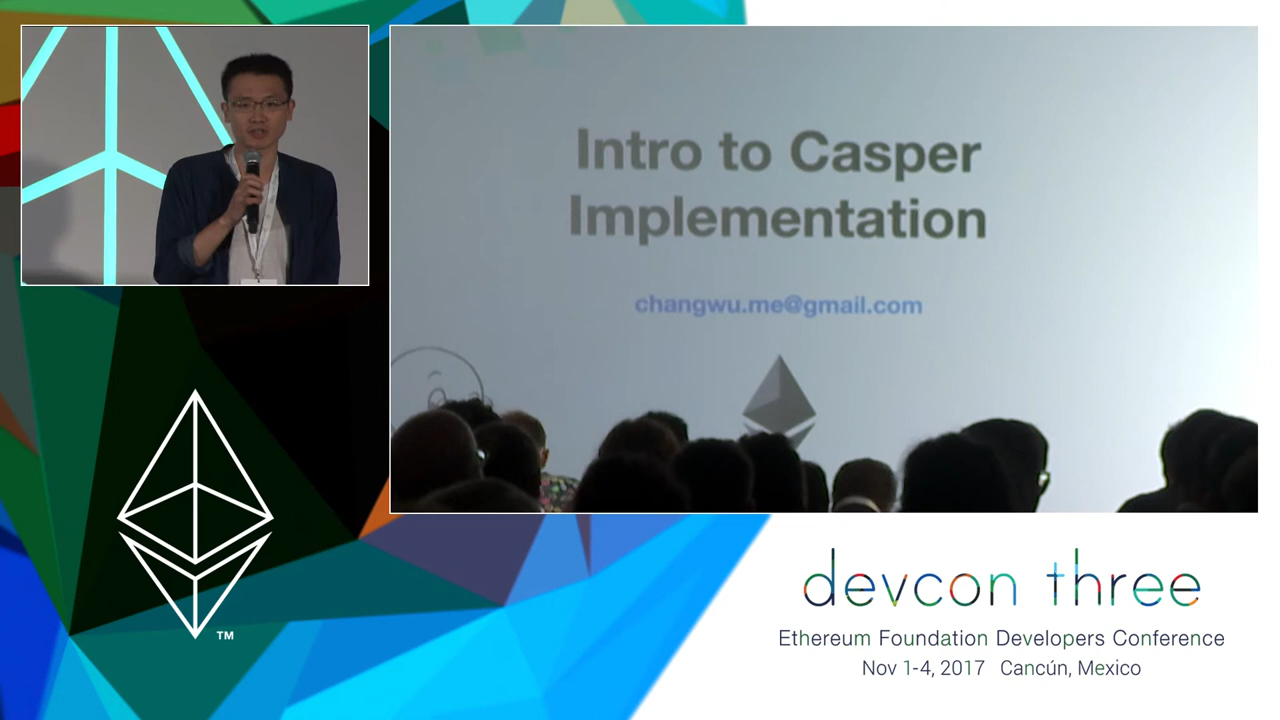 Intro to Casper
Implementation
changwu.me@gmail.com
TM
devcon three
Ethereum Foundation Developers Conference
Nov 1-4, 2017 Cancún, Mexico